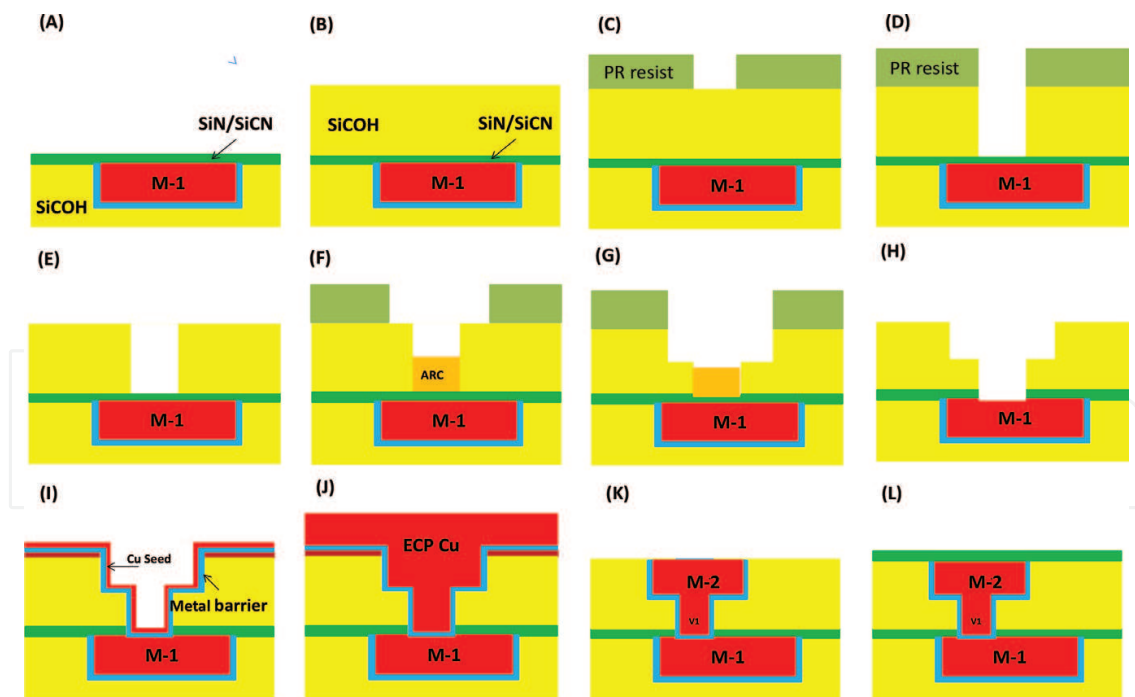 (A)
SiN/SiCN
M-1
SiCOH
(B)
SiCOH
SiN/SiCN
M-1
(C)
PR resist
M-1
(D)
PR resist
M-1
(E)
M-1
(F)
ARC
M-1
(G)
M-1
(H)
M-1
(I)
Cu Seed
Metal barrier
M-1
(J)
ECP Cu
M-1
(K)
M-2
V1
M-1
(L)
M-2
V1
M-1